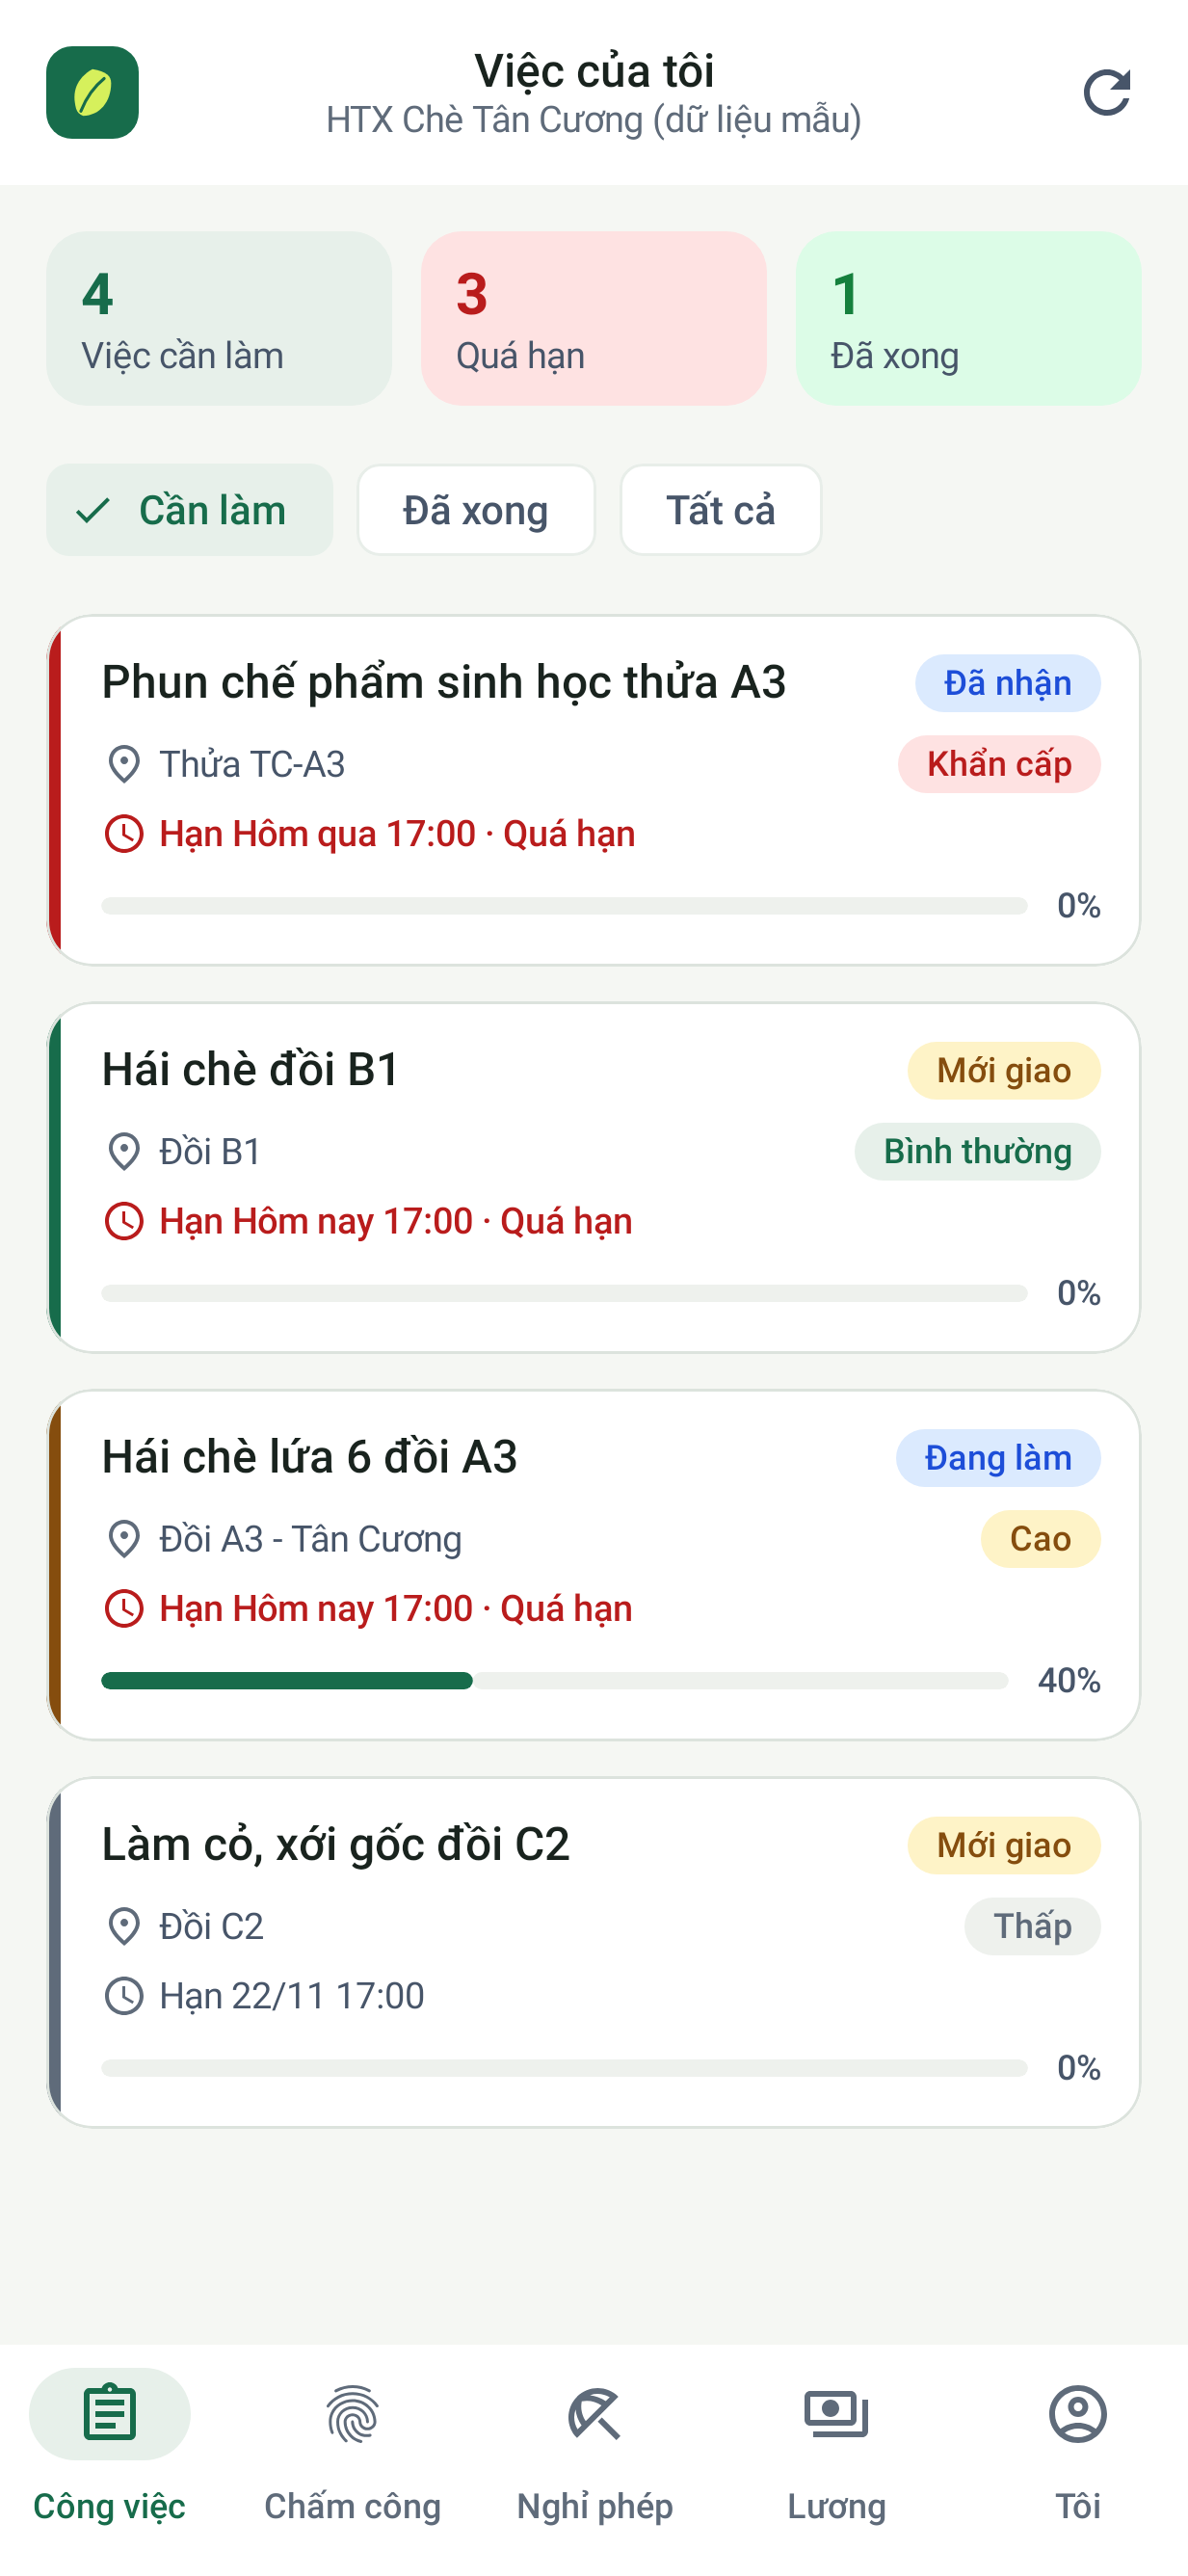 Việc của tôi
HTX Chè Tân Cương (dữ liệu mẫu)
4
Việc cần làm
3
Quá hạn
1
Đã xong
Cần làm
Đã xong
Tất cả
Phun chế phẩm sinh học thửa A3
Đã nhận
Thửa TC-A3
Khẩn cấp
Hạn Hôm qua 17:00 · Quá hạn
0%
Hái chè đồi B1
Mới giao
Đồi B1
Bình thường
Hạn Hôm nay 17:00 · Quá hạn
0%
Hái chè lứa 6 đồi A3
Đang làm
Đồi A3 - Tân Cương
Cao
Hạn Hôm nay 17:00 · Quá hạn
40%
Làm cỏ, xới gốc đồi C2
Mới giao
Đồi C2
Thấp
Hạn 22/11 17:00
0%
Công việc
Chấm công
Nghỉ phép
Lương
Tôi